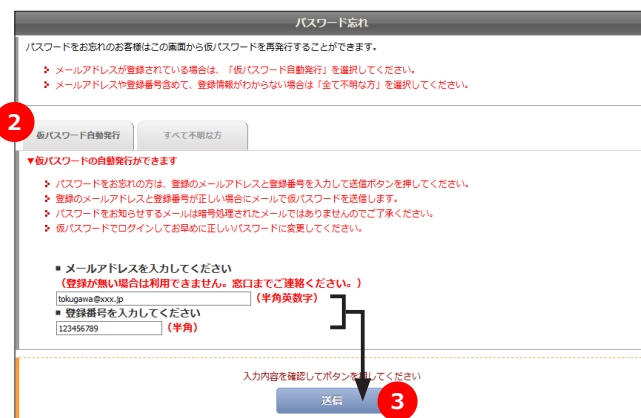 パスワード忘れ
パスワードをお忘れのお客様はこの画面から仮パスワードを再発行することができます。
メールアドレスが登録されている場合は、「仮パスワード自動発行」を選択してください。
メールアドレスや登録番号含めて、登録情報がわからない場合は「全て不明な方」を選択してください。
2
仮パスワード自動発行 すべて不明な方
▼仮パスワードの自動発行ができます
パスワードをお忘れの方は、登録のメールアドレスと登録番号を入力して送信ボタンを押してください。
登録のメールアドレスと登録番号が正しい場合にメールで仮パスワードを送信します。
パスワードをお知らせするメールは暗号処理されたメールではありませんのでご了承ください。
仮パスワードでログインしてお早めに正しいパスワードに変更してください。
■ メールアドレスを入力してください
（登録が無い場合は利用できません。窓口までご連絡ください。）
tokugawa@xxx.jp （半角英数字）
■ 登録番号を入力してください
123456789 （半角）
入力内容を確認してボタンを押してください
送信 3